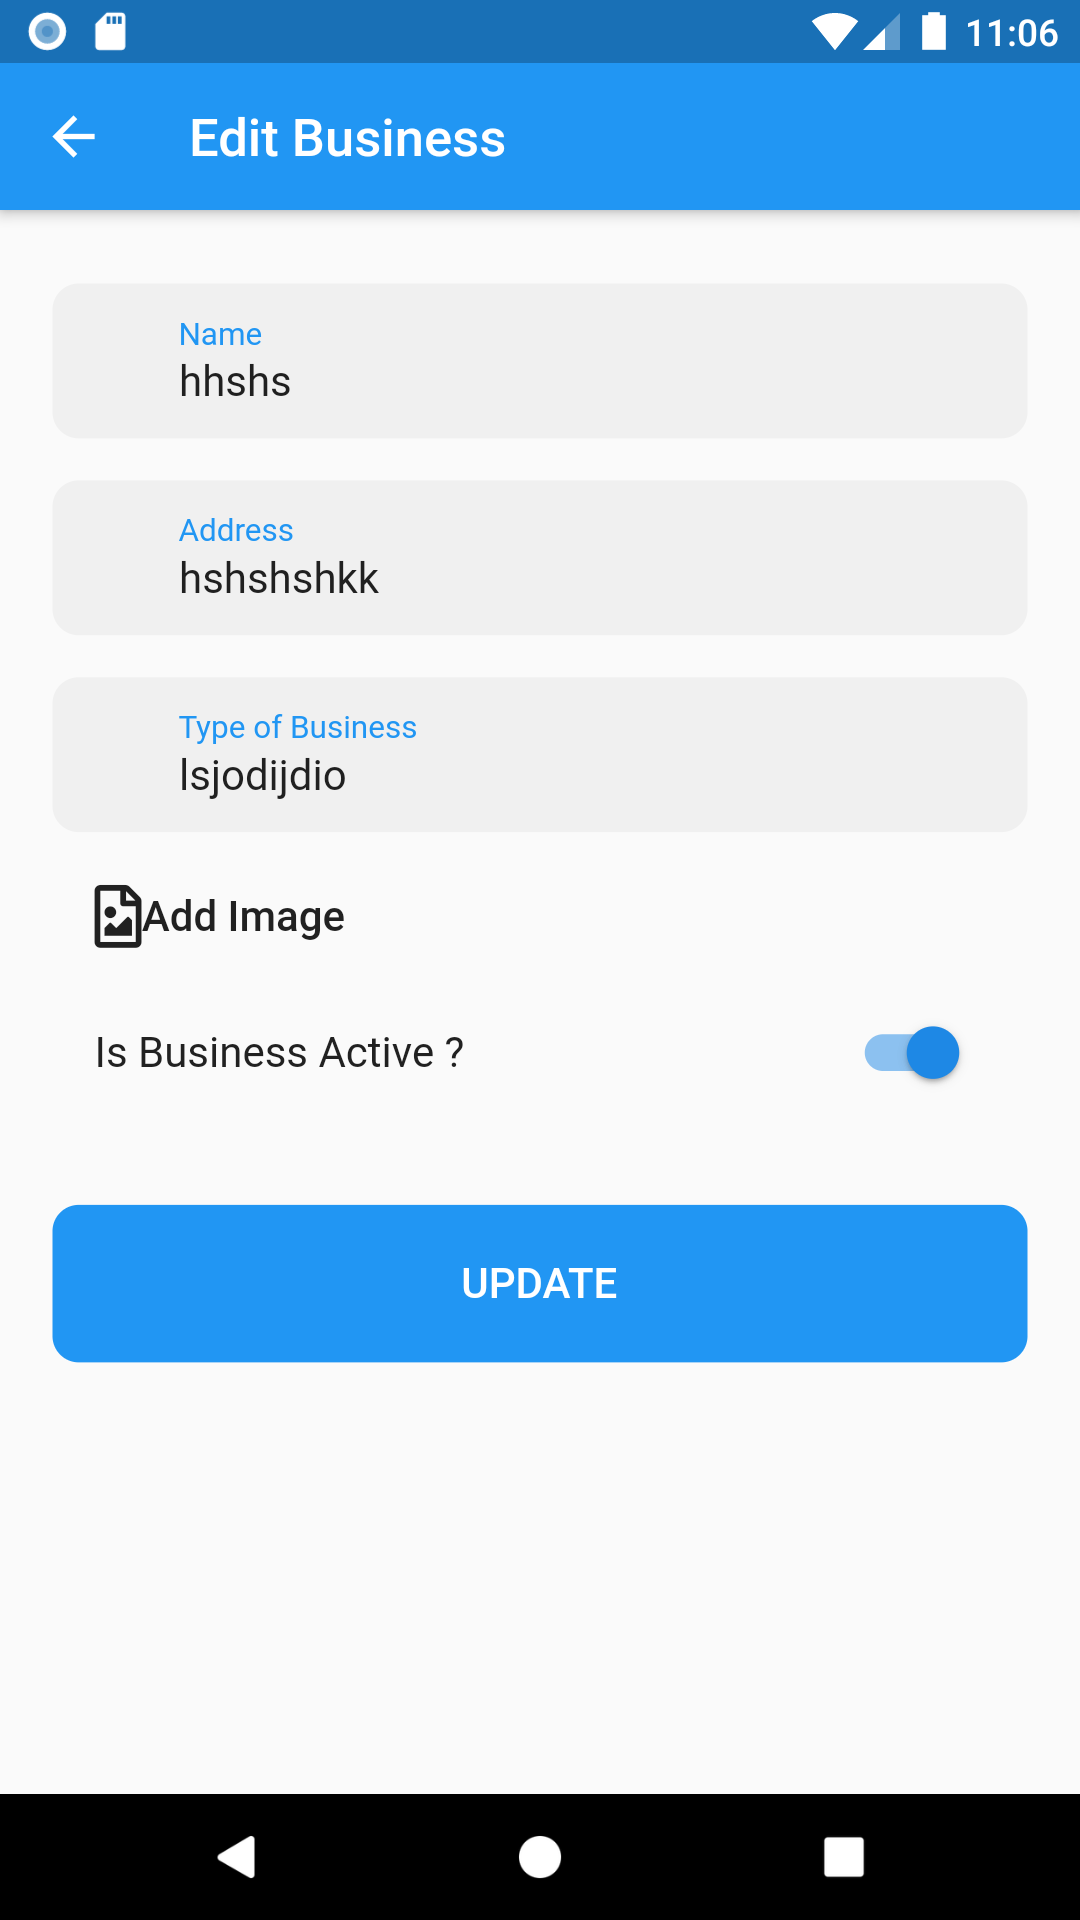 11:06
Edit Business
Name
hhshs
Address
hshshshkk
Type of Business
lsjodijdio
Add Image
Is Business Active ?
UPDATE